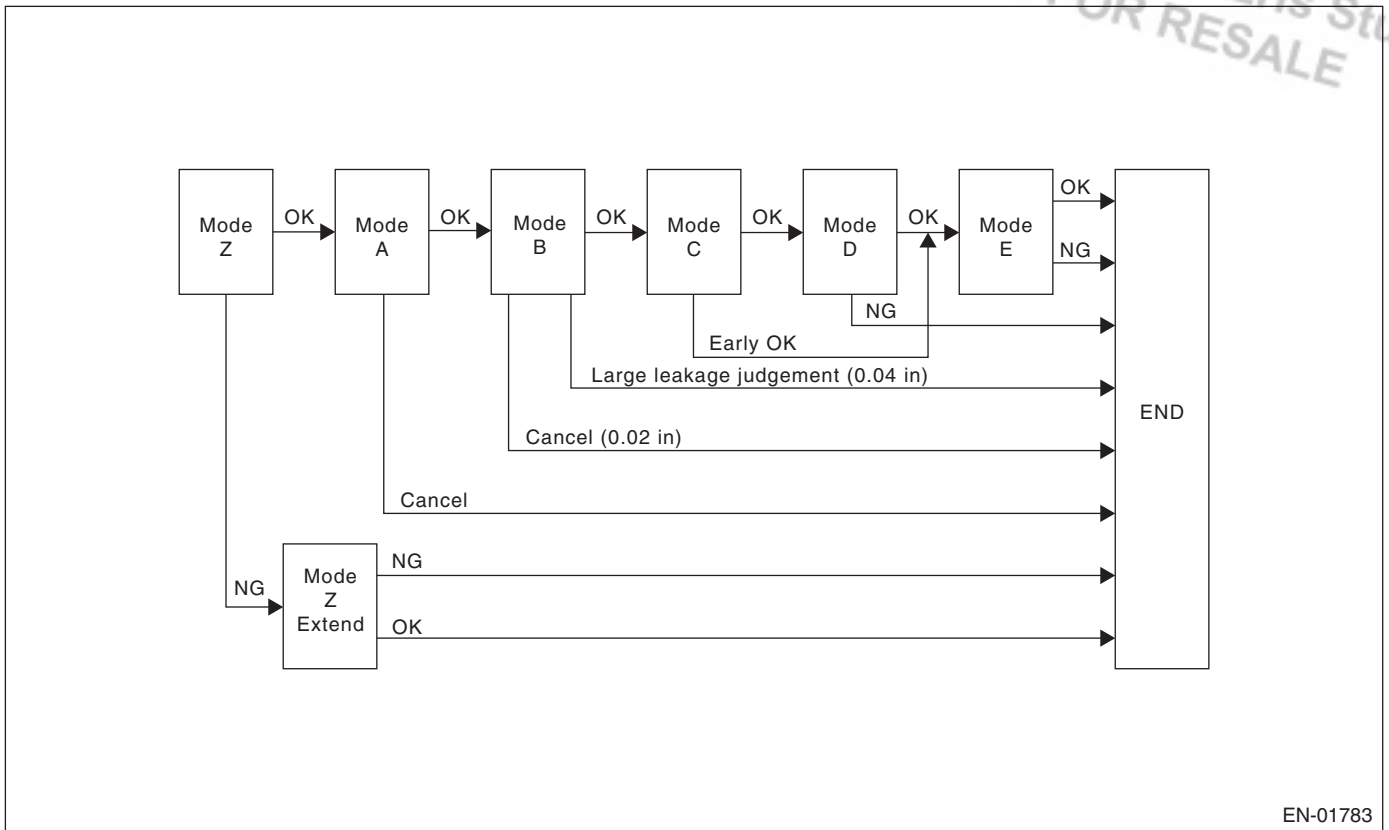 FOR RESALE
Mode
Z
OK
Mode
A
OK
Mode
B
OK
Mode
C
OK
Mode
D
OK
Mode
E
OK
NG
NG
Early OK
Large leakage judgement (0.04 in)
Cancel (0.02 in)
Cancel
END
NG
Mode
Z
Extend
NG
OK
EN-01783